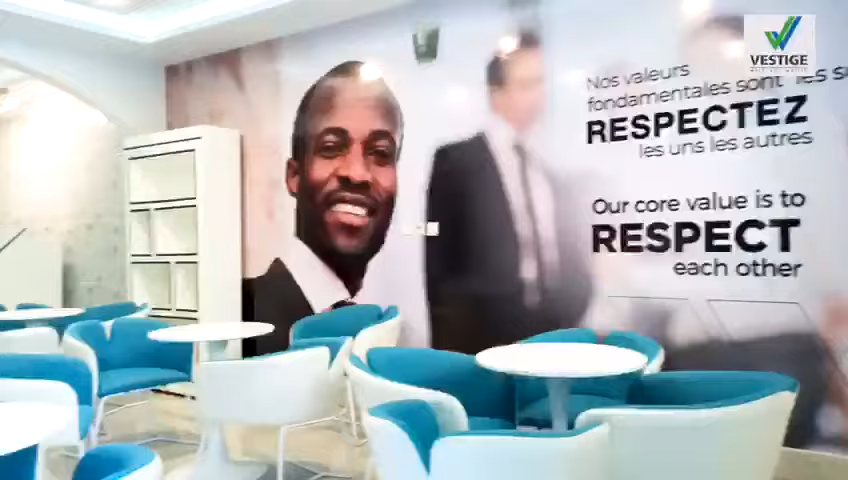 VESTIGE
Nos valeurs
fondamentales sont
RESPECTEZ
les uns les autres
Our core value is to
RESPECT
each other